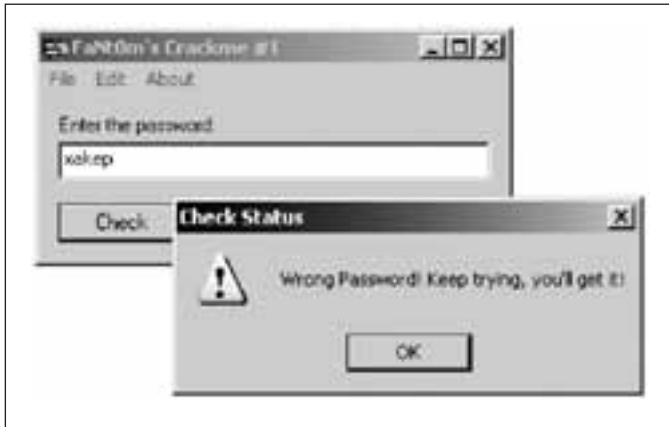 FaNt0m's Crackme #1
File Edit About
Enter the password
xakep
Check
Check Status
Wrong Password! Keep trying, you'll get it!
OK